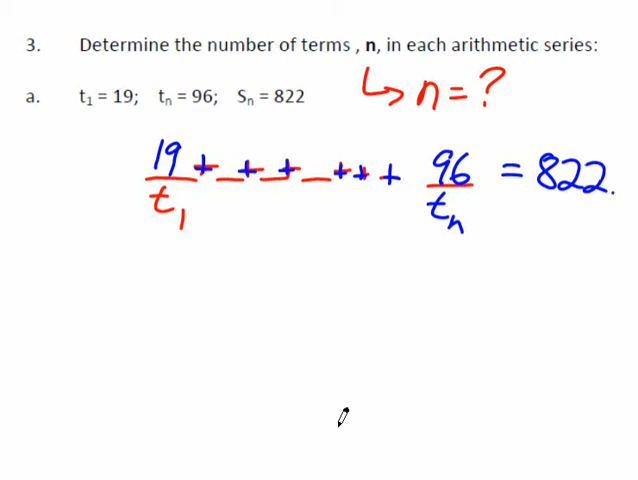 3. Determine the number of terms , n, in each arithmetic series:
a. t1 = 19; tn = 96; Sn = 822 ↳ n = ?
19 + _ + _ + _ + + + 96 = 822.
t1 tn